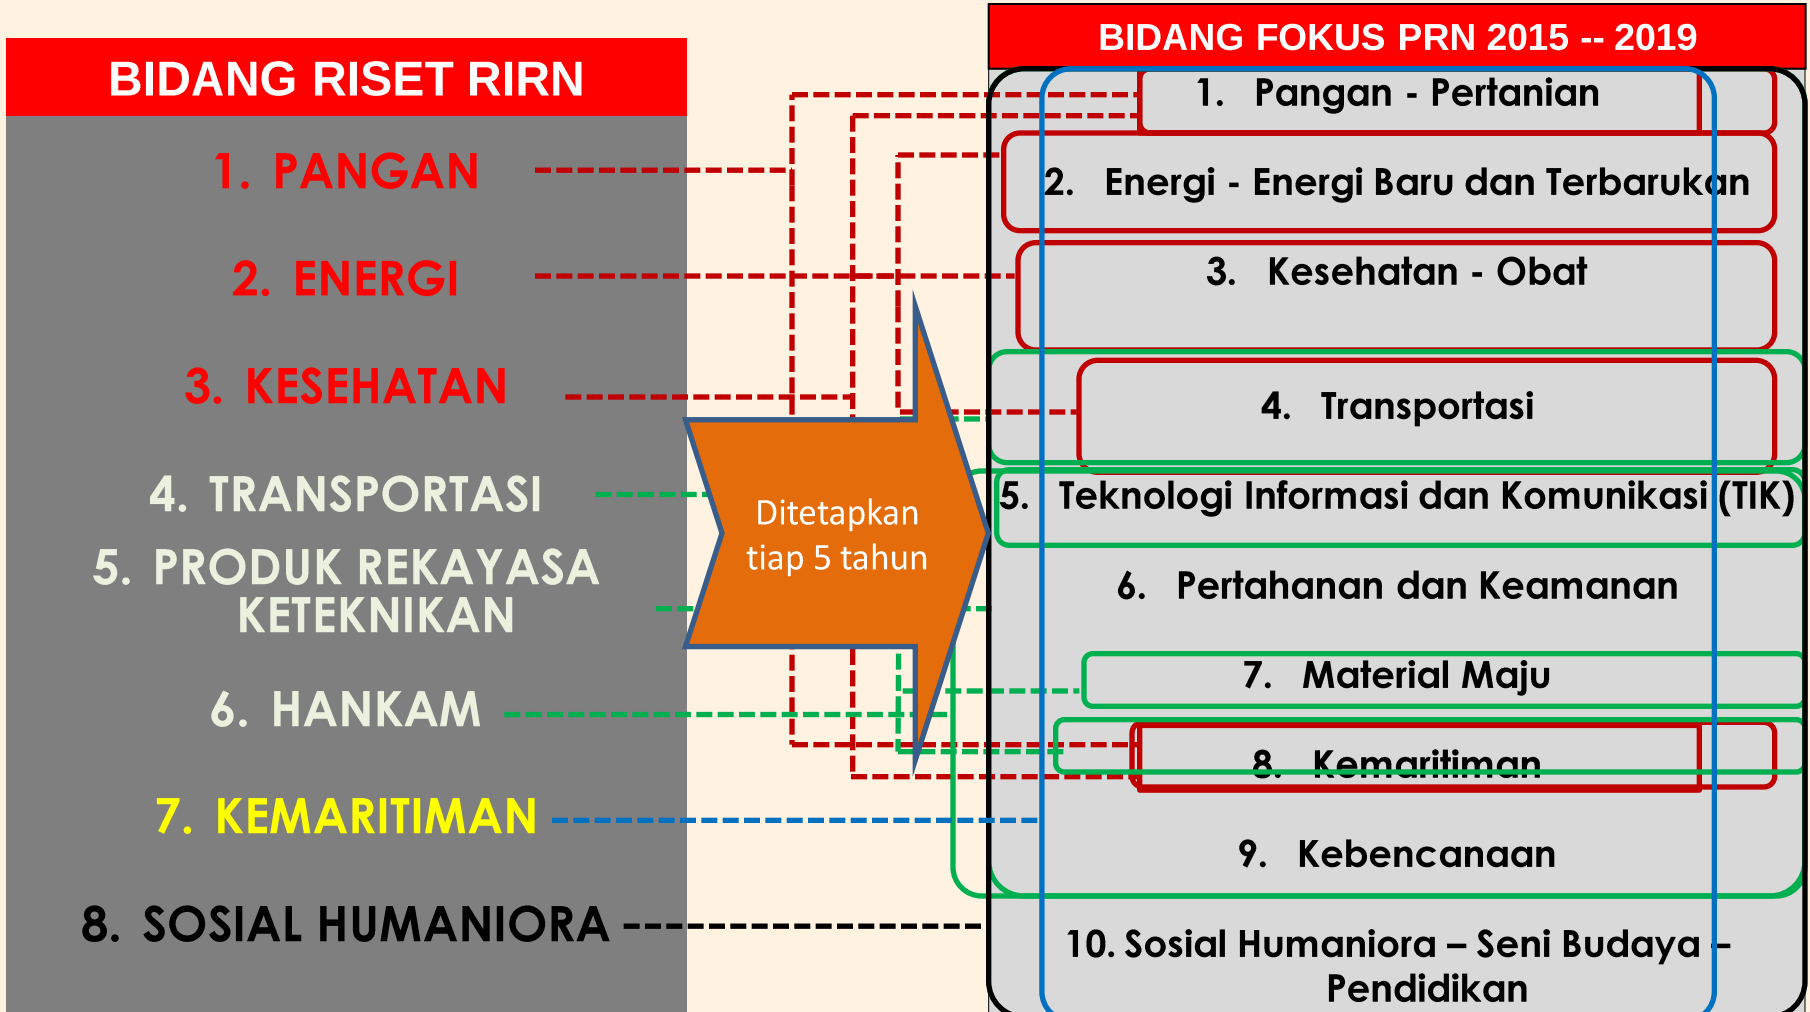 BIDANG RISET RIRN
1. PANGAN
2. ENERGI
3. KESEHATAN
4. TRANSPORTASI
5. PRODUK REKAYASA
KETEKNIKAN
6. HANKAM
7. KEMARITIMAN
8. SOSIAL HUMANIORA
Ditetapkan
tiap 5 tahun
BIDANG FOKUS PRN 2015 -- 2019
1. Pangan - Pertanian
2. Energi - Energi Baru dan Terbarukan
3. Kesehatan - Obat
4. Transportasi
5. Teknologi Informasi dan Komunikasi (TIK)
6. Pertahanan dan Keamanan
7. Material Maju
8. Kemaritiman
9. Kebencanaan
10. Sosial Humaniora – Seni Budaya –
Pendidikan